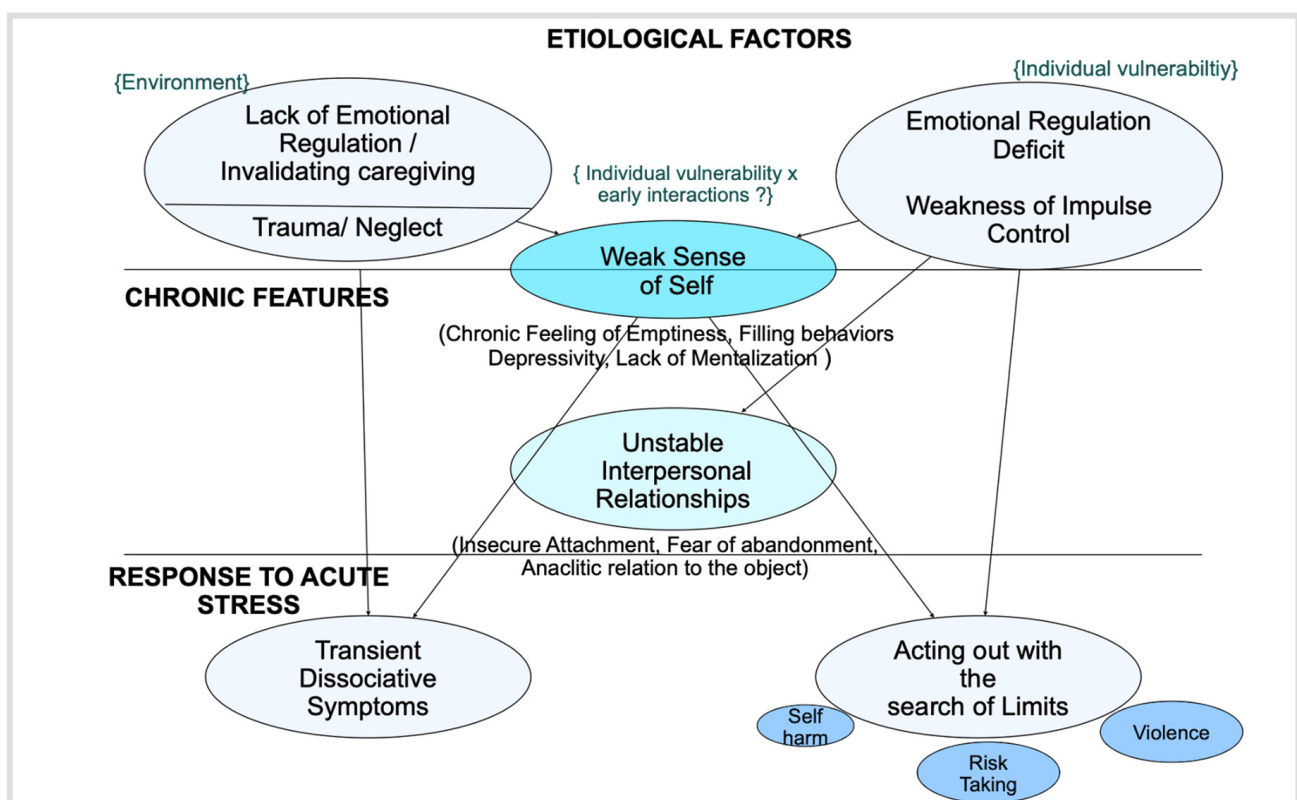 ETIOLOGICAL FACTORS
{Environment}
{Individual vulnerabiltiy}
Lack of Emotional
Regulation /
Invalidating caregiving
Trauma/ Neglect
{ Individual vulnerability x
early interactions ?}
Emotional Regulation
Deficit
Weakness of Impulse
Control
Weak Sense
of Self
CHRONIC FEATURES
(Chronic Feeling of Emptiness, Filling behaviors
Depressivity, Lack of Mentalization )
Unstable
Interpersonal
Relationships
(Insecure Attachment, Fear of abandonment,
Anaclitic relation to the object)
RESPONSE TO ACUTE
STRESS
Transient
Dissociative
Symptoms
Acting out with
the
search of Limits
Self
harm
Risk
Taking
Violence